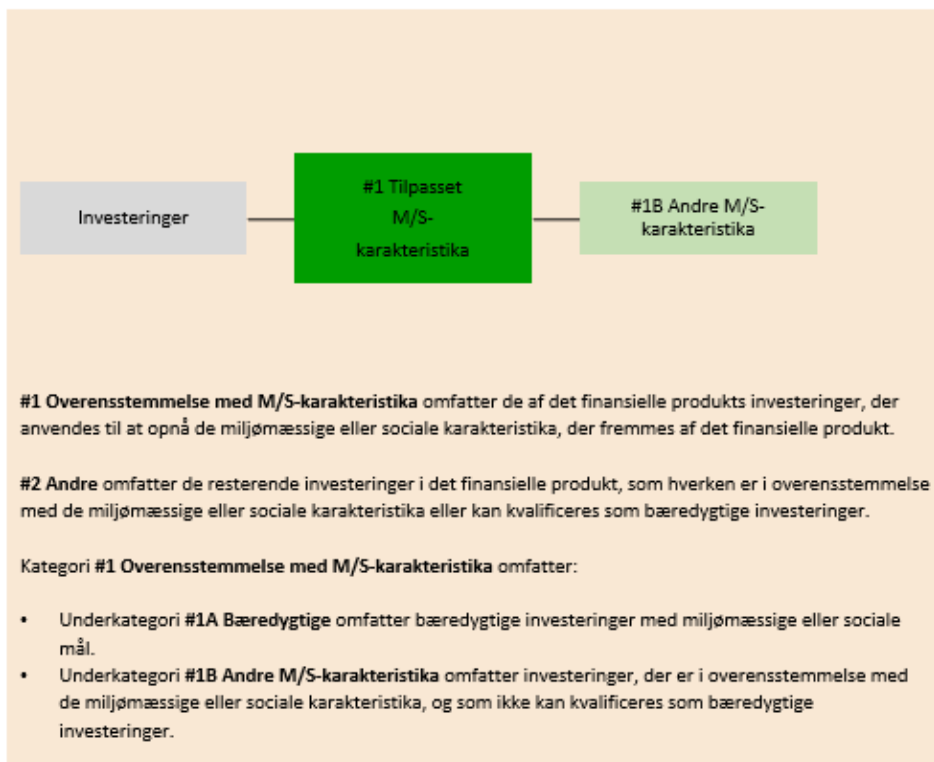 Investeringer
#1 Tilpasset
M/S-
karakteristika
#1B Andre M/S-
karakteristika
#1 Overensstemmelse med M/S-karakteristika omfatter de af det finansielle produkts investeringer, der
anvendes til at opnå de miljømæssige eller sociale karakteristika, der fremmes af det finansielle produkt.
#2 Andre omfatter de resterende investeringer i det finansielle produkt, som hverken er i overensstemmelse
med de miljømæssige eller sociale karakteristika eller kan kvalificeres som bæredygtige investeringer.
Kategori #1 Overensstemmelse med M/S-karakteristika omfatter:
• Underkategori #1A Bæredygtige omfatter bæredygtige investeringer med miljømæssige eller sociale
mål.
• Underkategori #1B Andre M/S-karakteristika omfatter investeringer, der er i overensstemmelse med
de miljømæssige eller sociale karakteristika, og som ikke kan kvalificeres som bæredygtige
investeringer.